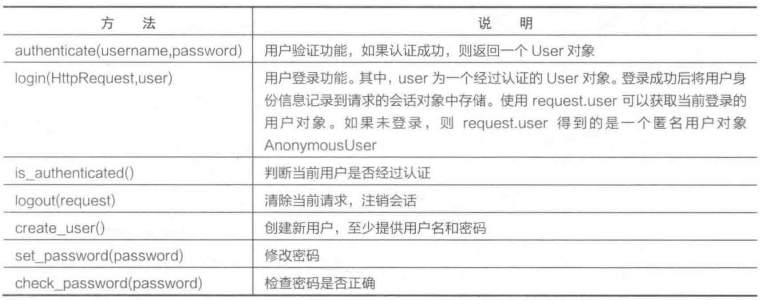 方 法 说 明
authenticate(username,password) 用户验证功能，如果认证成功，则返回一个 User 对象
login(HttpRequest,user) 用户登录功能。其中，user 为一个经过认证的 User 对象。登录成功后将用户身
份信息记录到请求的会话对象中存储。使用 request.user 可以获取当前登录的
用户对象。如果未登录，则 request.user 得到的是一个匿名用户对象
AnonymousUser
is_authenticated() 判断当前用户是否经过认证
logout(request) 清除当前请求，注销会话
create_user() 创建新用户，至少提供用户名和密码
set_password(password) 修改密码
check_password(password) 检查密码是否正确